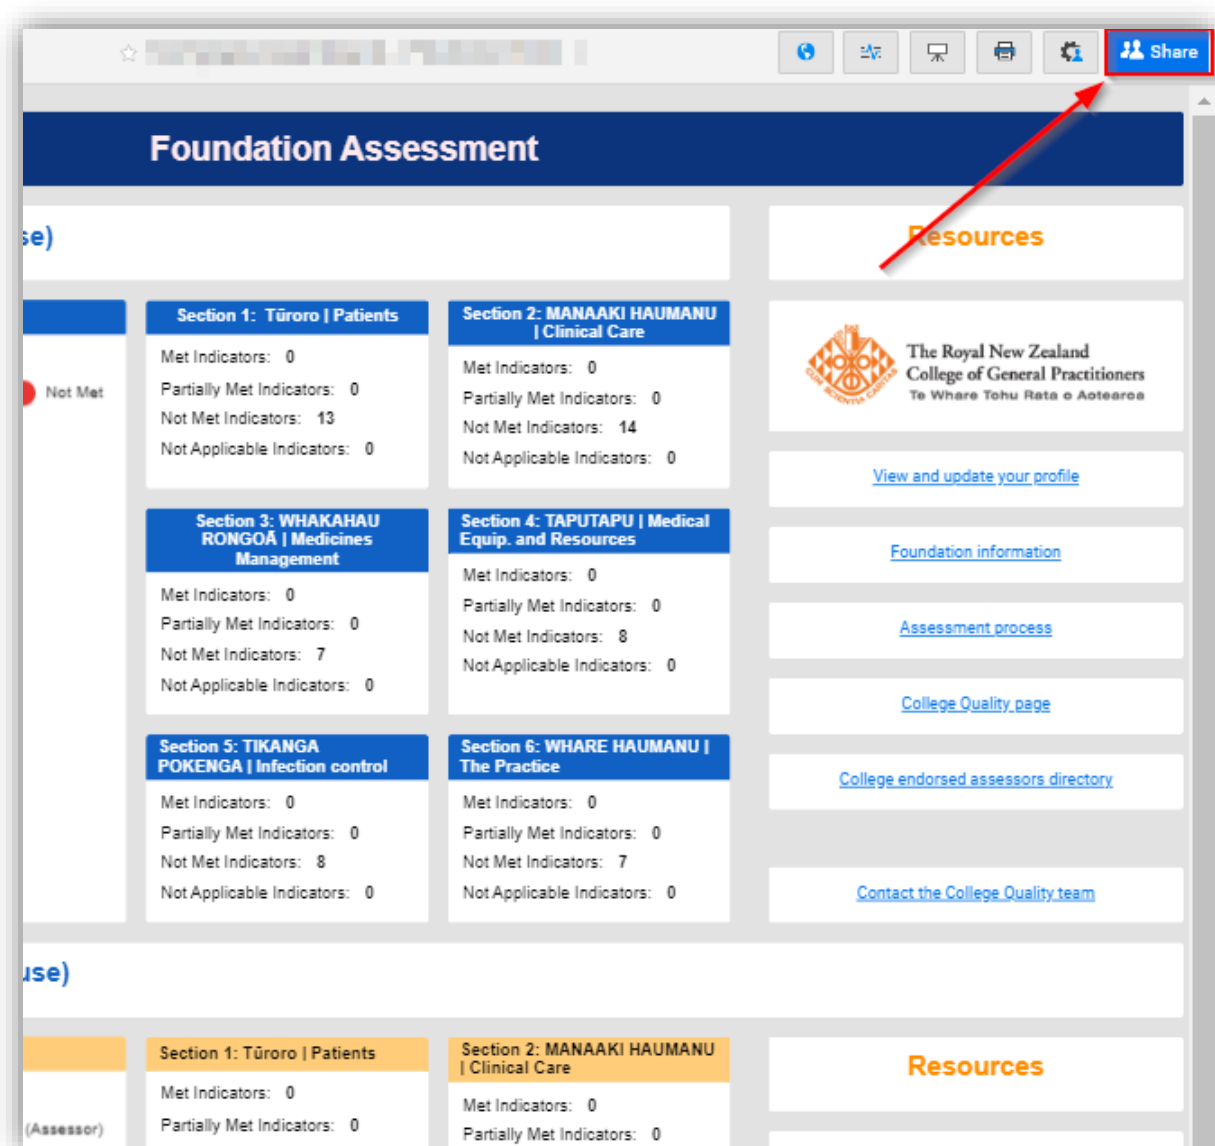 Share
Foundation Assessment
se)
Resources
Section 1: Tūroro | Patients
Met Indicators: 0
Partially Met Indicators: 0
Not Met Indicators: 13
Not Applicable Indicators: 0
Section 2: MANAAKI HAUMANU
| Clinical Care
Met Indicators: 0
Partially Met Indicators: 0
Not Met Indicators: 14
Not Applicable Indicators: 0
Not Met
The Royal New Zealand
College of General Practitioners
Te Whare Tohu Rata o Aotearoa
CUM SCIENTIA CARITAS
View and update your profile
Section 3: WHAKAHAU
RONGOĀ | Medicines
Management
Met Indicators: 0
Partially Met Indicators: 0
Not Met Indicators: 7
Not Applicable Indicators: 0
Section 4: TAPUTAPU | Medical
Equip. and Resources
Met Indicators: 0
Partially Met Indicators: 0
Not Met Indicators: 8
Not Applicable Indicators: 0
Foundation information
Assessment process
College Quality page
Section 5: TIKANGA
POKENGA | Infection control
Met Indicators: 0
Partially Met Indicators: 0
Not Met Indicators: 8
Not Applicable Indicators: 0
Section 6: WHARE HAUMANU |
The Practice
Met Indicators: 0
Partially Met Indicators: 0
Not Met Indicators: 7
Not Applicable Indicators: 0
College endorsed assessors directory
Contact the College Quality team
use)
Section 1: Tūroro | Patients
Met Indicators: 0
Partially Met Indicators: 0
Section 2: MANAAKI HAUMANU
| Clinical Care
Met Indicators: 0
Partially Met Indicators: 0
Resources
(Assessor)